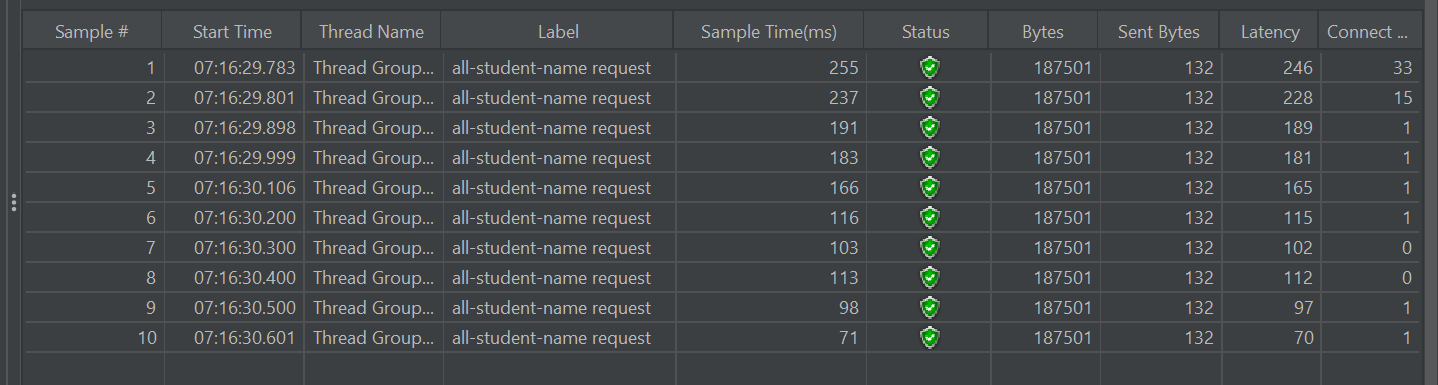 Sample # Start Time Thread Name Label Sample Time(ms) Status Bytes Sent Bytes Latency Connect ...
1 07:16:29.783 Thread Group... all-student-name request 255 187501 132 246 33
2 07:16:29.801 Thread Group... all-student-name request 237 187501 132 228 15
3 07:16:29.898 Thread Group... all-student-name request 191 187501 132 189 1
4 07:16:29.999 Thread Group... all-student-name request 183 187501 132 181 1
5 07:16:30.106 Thread Group... all-student-name request 166 187501 132 165 1
6 07:16:30.200 Thread Group... all-student-name request 116 187501 132 115 1
7 07:16:30.300 Thread Group... all-student-name request 103 187501 132 102 0
8 07:16:30.400 Thread Group... all-student-name request 113 187501 132 112 0
9 07:16:30.500 Thread Group... all-student-name request 98 187501 132 97 1
10 07:16:30.601 Thread Group... all-student-name request 71 187501 132 70 1